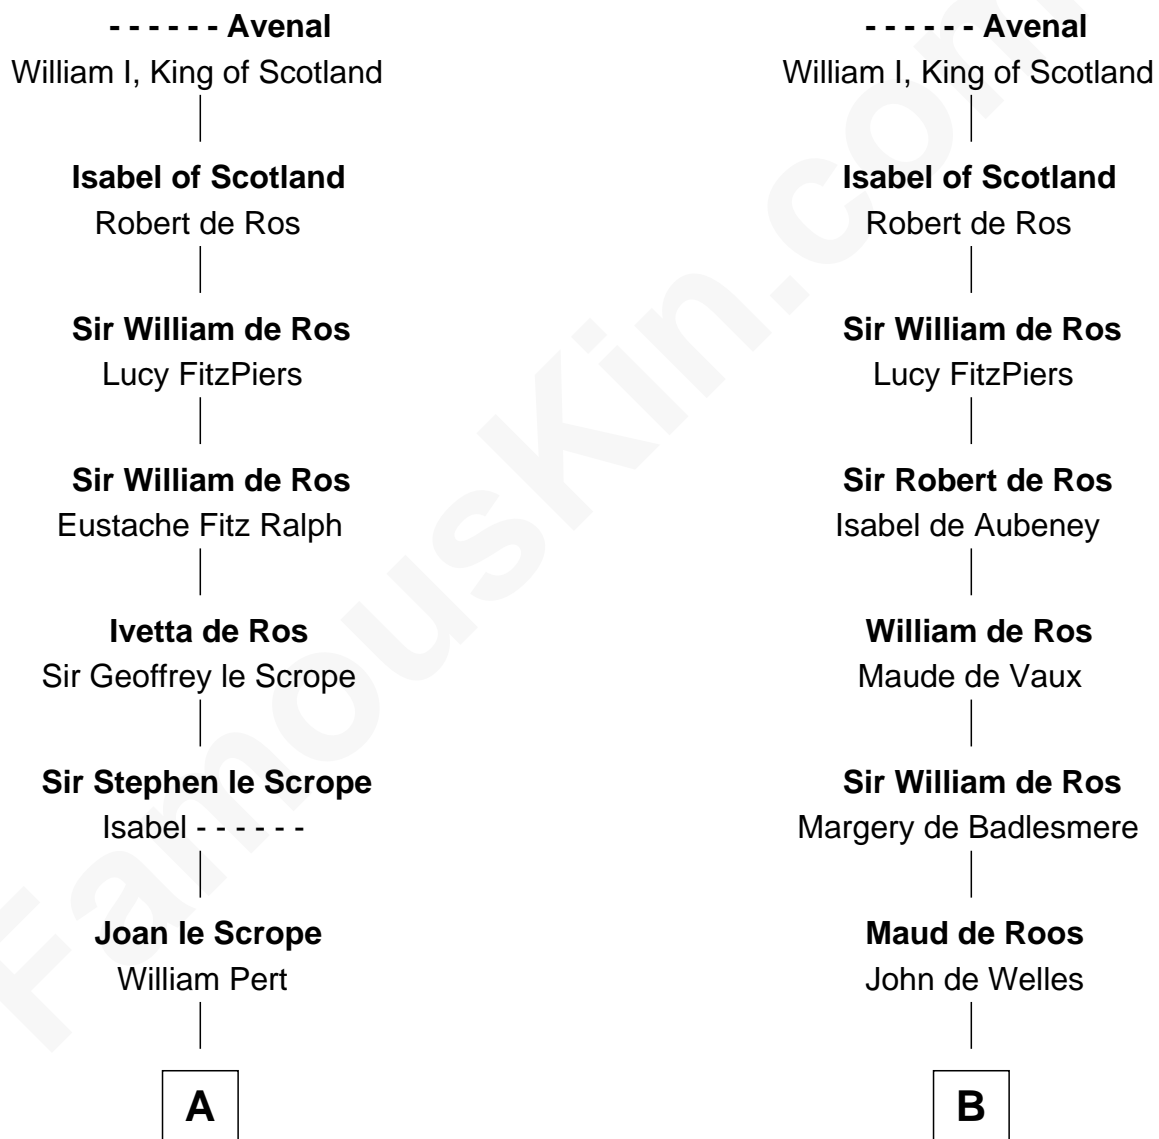 - - - - - - Avenal
William I, King of Scotland
Isabel of Scotland
Robert de Ros
Sir William de Ros
Lucy FitzPiers
Sir William de Ros
Eustache Fitz Ralph
Ivetta de Ros
Sir Geoffrey le Scrope
Sir Stephen le Scrope
Isabel - - - - - -
Joan le Scrope
William Pert
A
- - - - - - Avenal
William I, King of Scotland
Isabel of Scotland
Robert de Ros
Sir William de Ros
Lucy FitzPiers
Sir Robert de Ros
Isabel de Aubeney
William de Ros
Maude de Vaux
Sir William de Ros
Margery de Badlesmere
Maud de Roos
John de Welles
B
FamousKin.com